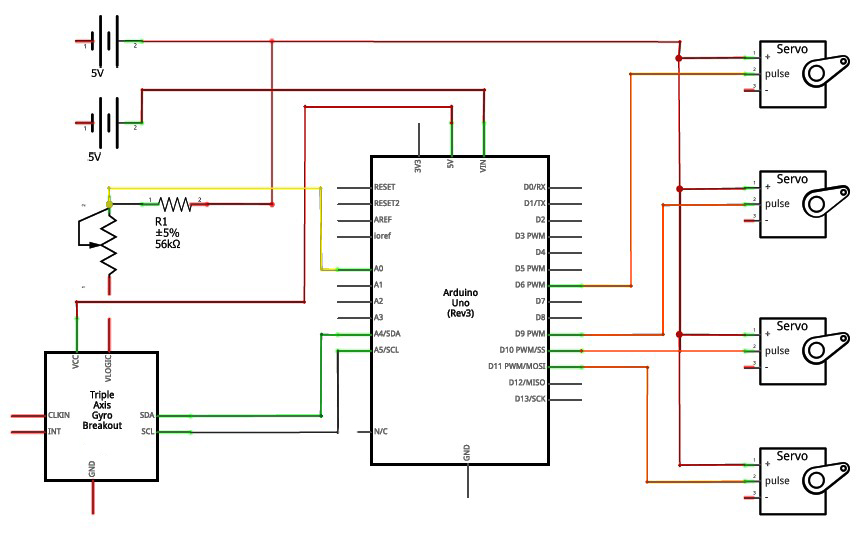 1
2
5V
1
2
5V
2
1
2
R1
±5%
56kΩ
1
VCC
VLOGIC
Triple
Axis
Gyro
Breakout
CLKIN
INT
SDA
SCL
GND
3V3
5V
VIN
RESET
RESET2
AREF
ioref
A0
A1
A2
A3
A4/SDA
A5/SCL
N/C
Arduino
Uno
(Rev3)
D0/RX
D1/TX
D2
D3 PWM
D4
D5 PWM
D6 PWM
D7
D8
D9 PWM
D10 PWM/SS
D11 PWM/MOSI
D12/MISO
D13/SCK
GND
Servo
1 +
2 pulse
3 -
Servo
1 +
2 pulse
3 -
Servo
1 +
2 pulse
3 -
Servo
1 +
2 pulse
3 -